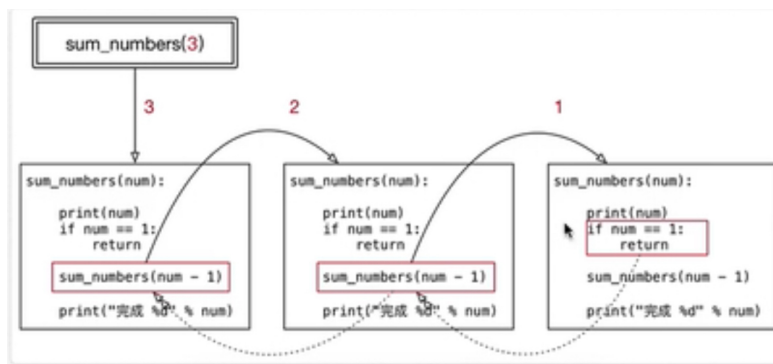 sum_numbers(3)
3
2
1
sum_numbers(num):
print(num)
if num == 1:
return
sum_numbers(num - 1)
print("完成 %d" % num)
sum_numbers(num):
print(num)
if num == 1:
return
sum_numbers(num - 1)
print("完成 %d" % num)
sum_numbers(num):
print(num)
if num == 1:
return
sum_numbers(num - 1)
print("完成 %d" % num)